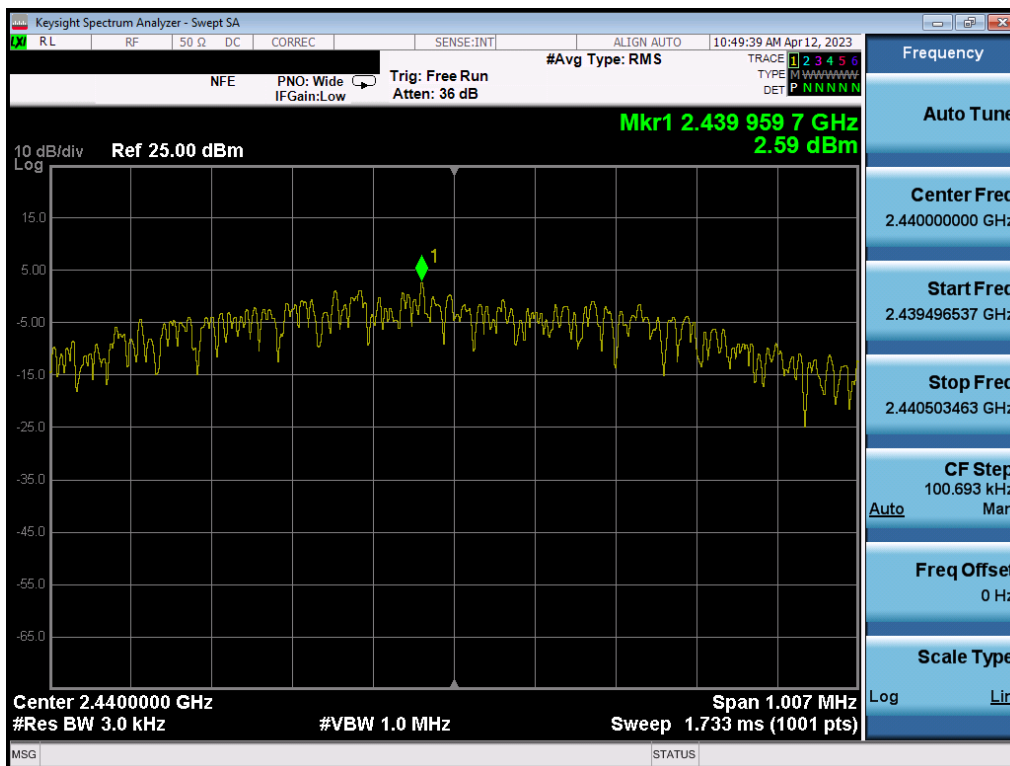 Keysight Spectrum Analyzer - Swept SA
LXI RL RF 50 Ω DC CORREC SENSE:INT ALIGN AUTO 10:49:39 AM Apr 12, 2023
#Avg Type: RMS
TRACE 1 2 3 4 5 6
NFE PNO: Wide Trig: Free Run TYPE M W W W W W
IFGain:Low Atten: 36 dB DET P N N N N N
Mkr1 2.439 959 7 GHz
2.59 dBm
10 dB/div Ref 25.00 dBm
Log
15.0
1
5.00
-5.00
-15.0
-25.0
-35.0
-45.0
-55.0
-65.0
Center 2.4400000 GHz Span 1.007 MHz
#Res BW 3.0 kHz #VBW 1.0 MHz Sweep 1.733 ms (1001 pts)
MSG STATUS
Frequency
Auto Tune
Center Freq
2.440000000 GHz
Start Freq
2.439496537 GHz
Stop Freq
2.440503463 GHz
CF Step
100.693 kHz
Auto Man
Freq Offset
0 Hz
Scale Type
Log Lin